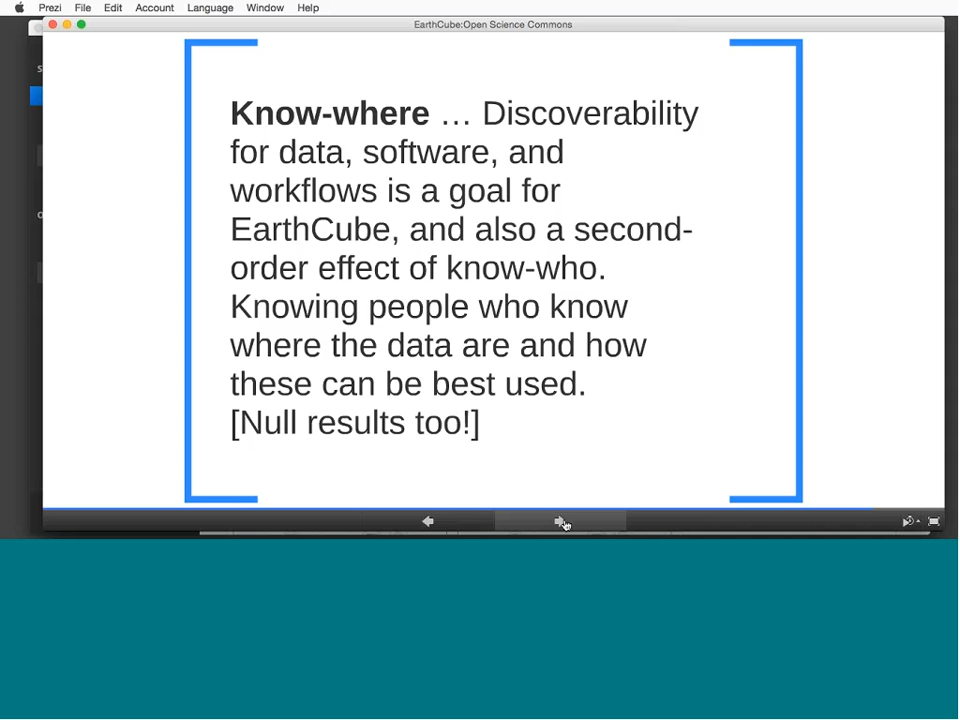 Prezi File Edit Account Language Window Help
EarthCube:Open Science Commons
Know-where … Discoverability
for data, software, and
workflows is a goal for
EarthCube, and also a second-
order effect of know-who.
Knowing people who know
where the data are and how
these can be best used.
[Null results too!]